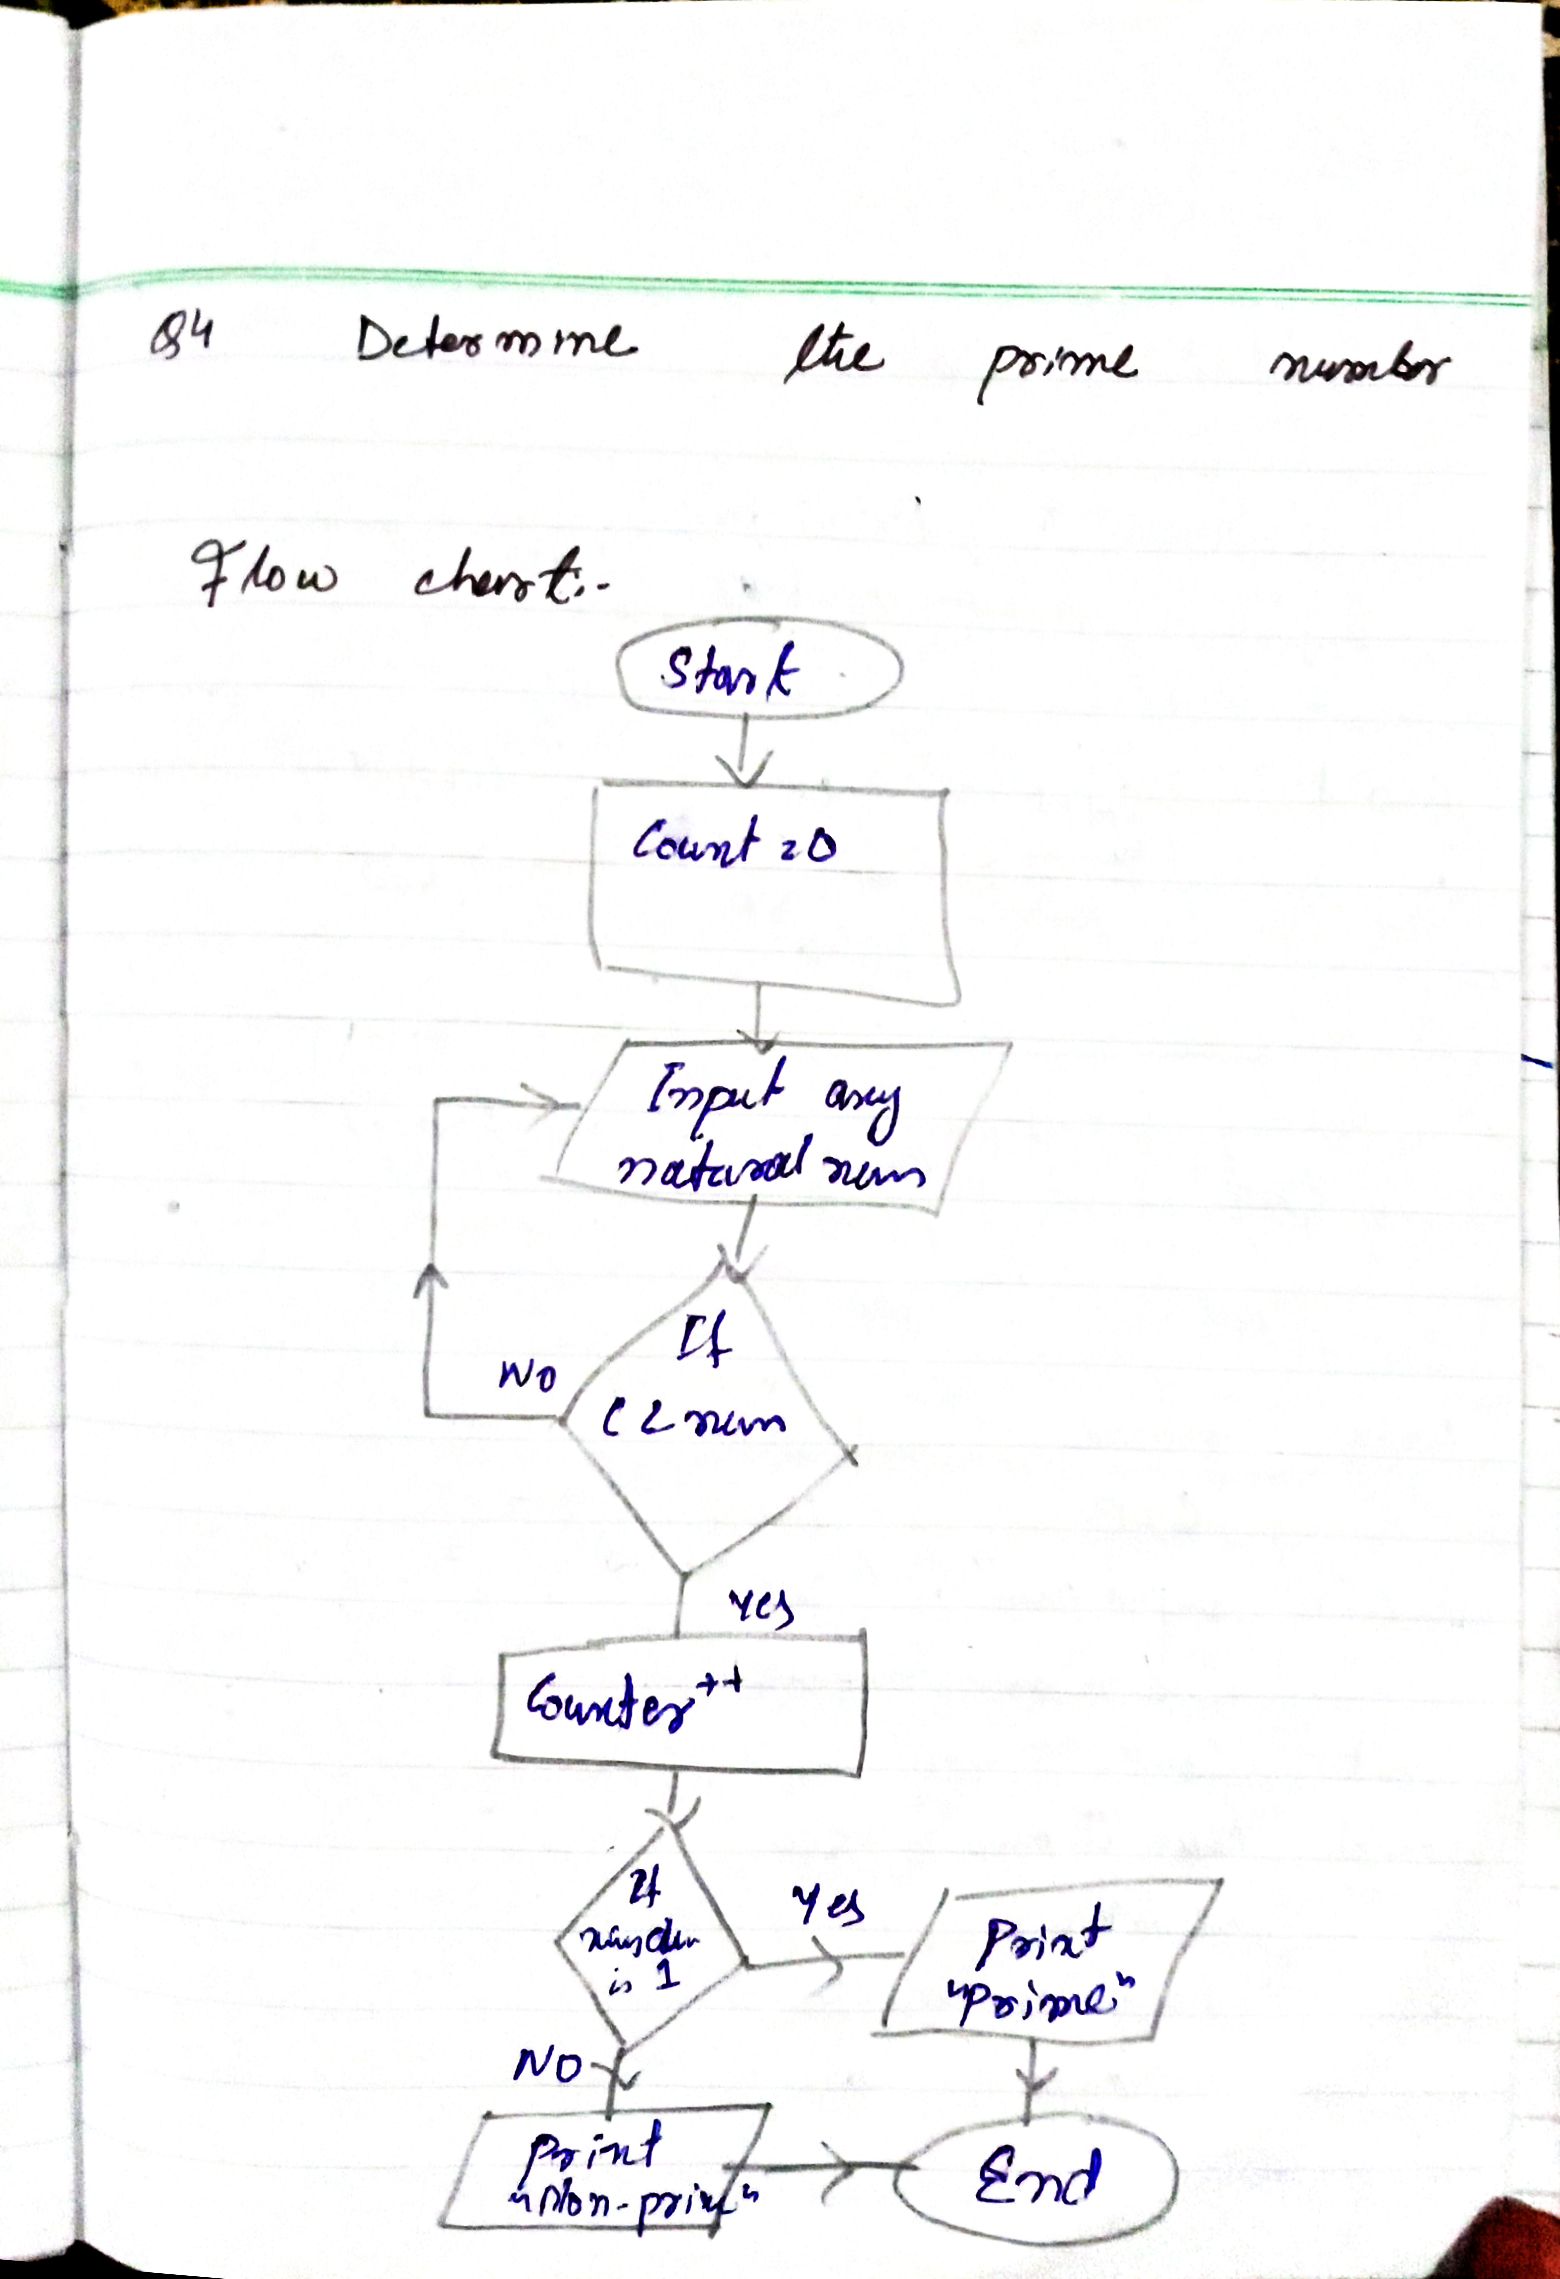 Q4 Determine the prime number
Flow chart:-
Start
Count = 0
Input any
natural num
If
C < num
NO
Yes
Counter++
If
is 1
Yes
Print
"Prime"
NO
Print
"Non-prime"
End